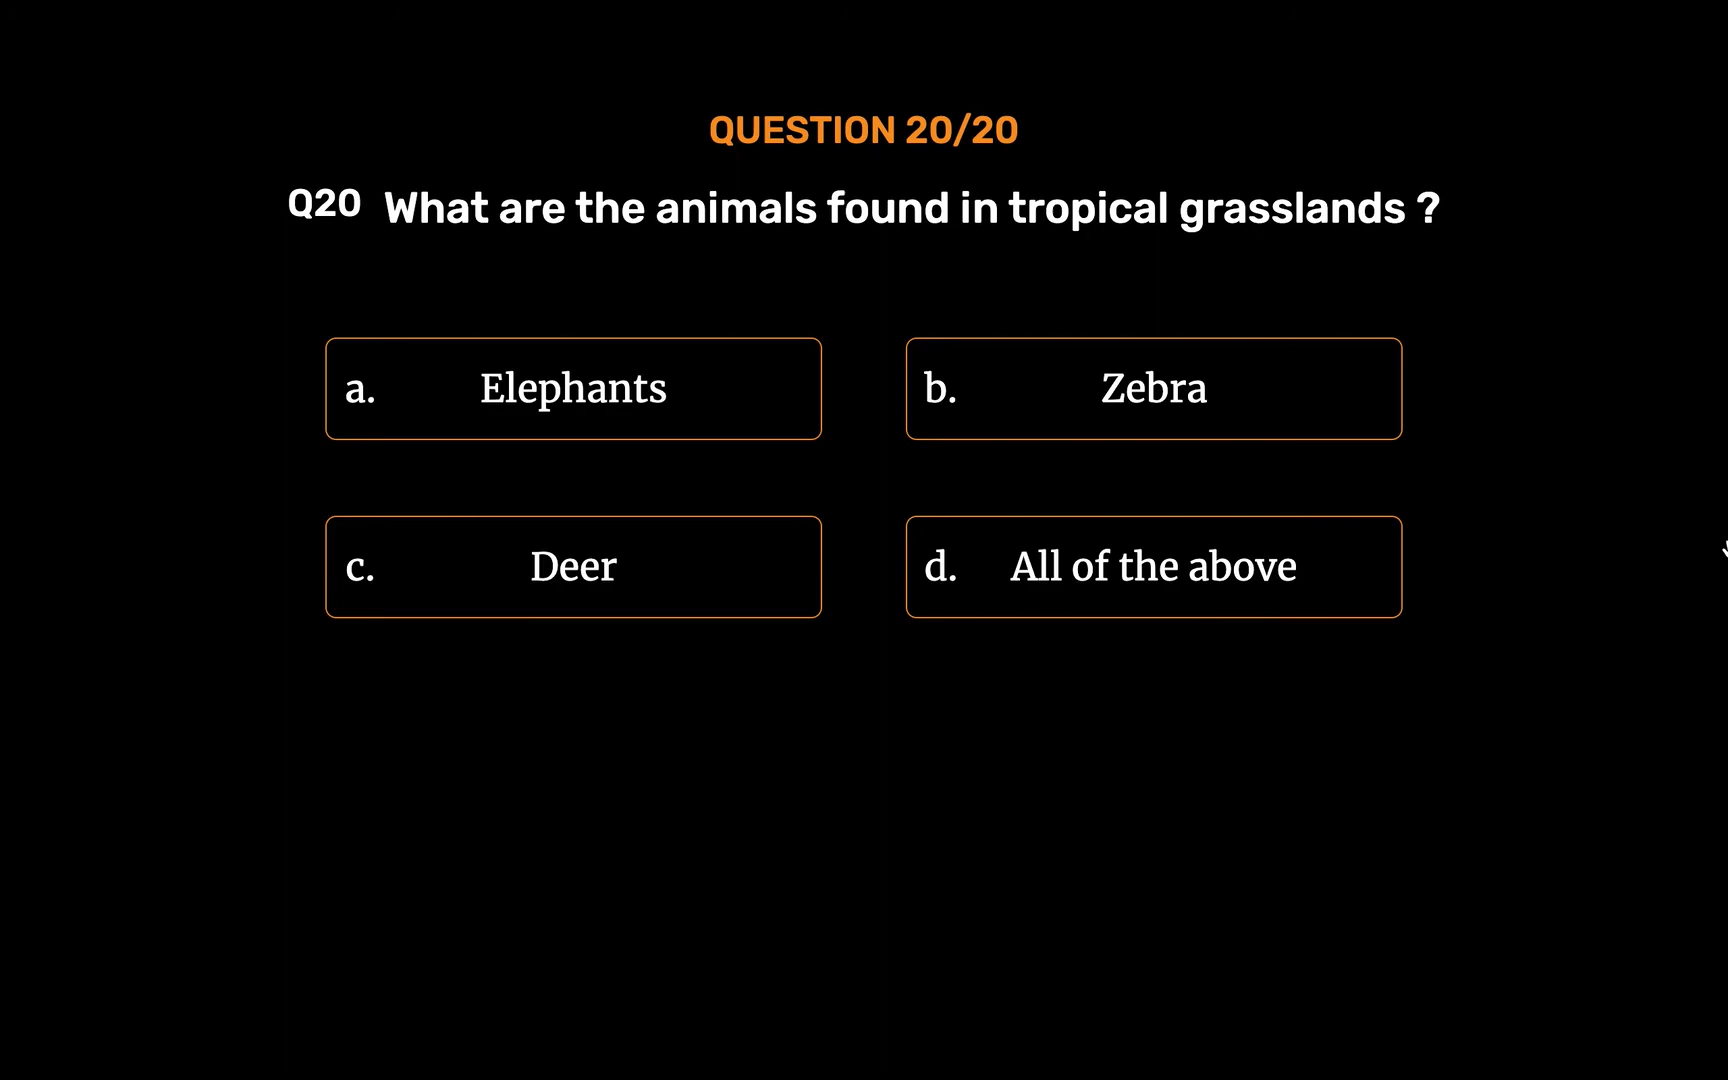 QUESTION 20/20
Q20 What are the animals found in tropical grasslands ?
a. Elephants
b. Zebra
c. Deer
d. All of the above